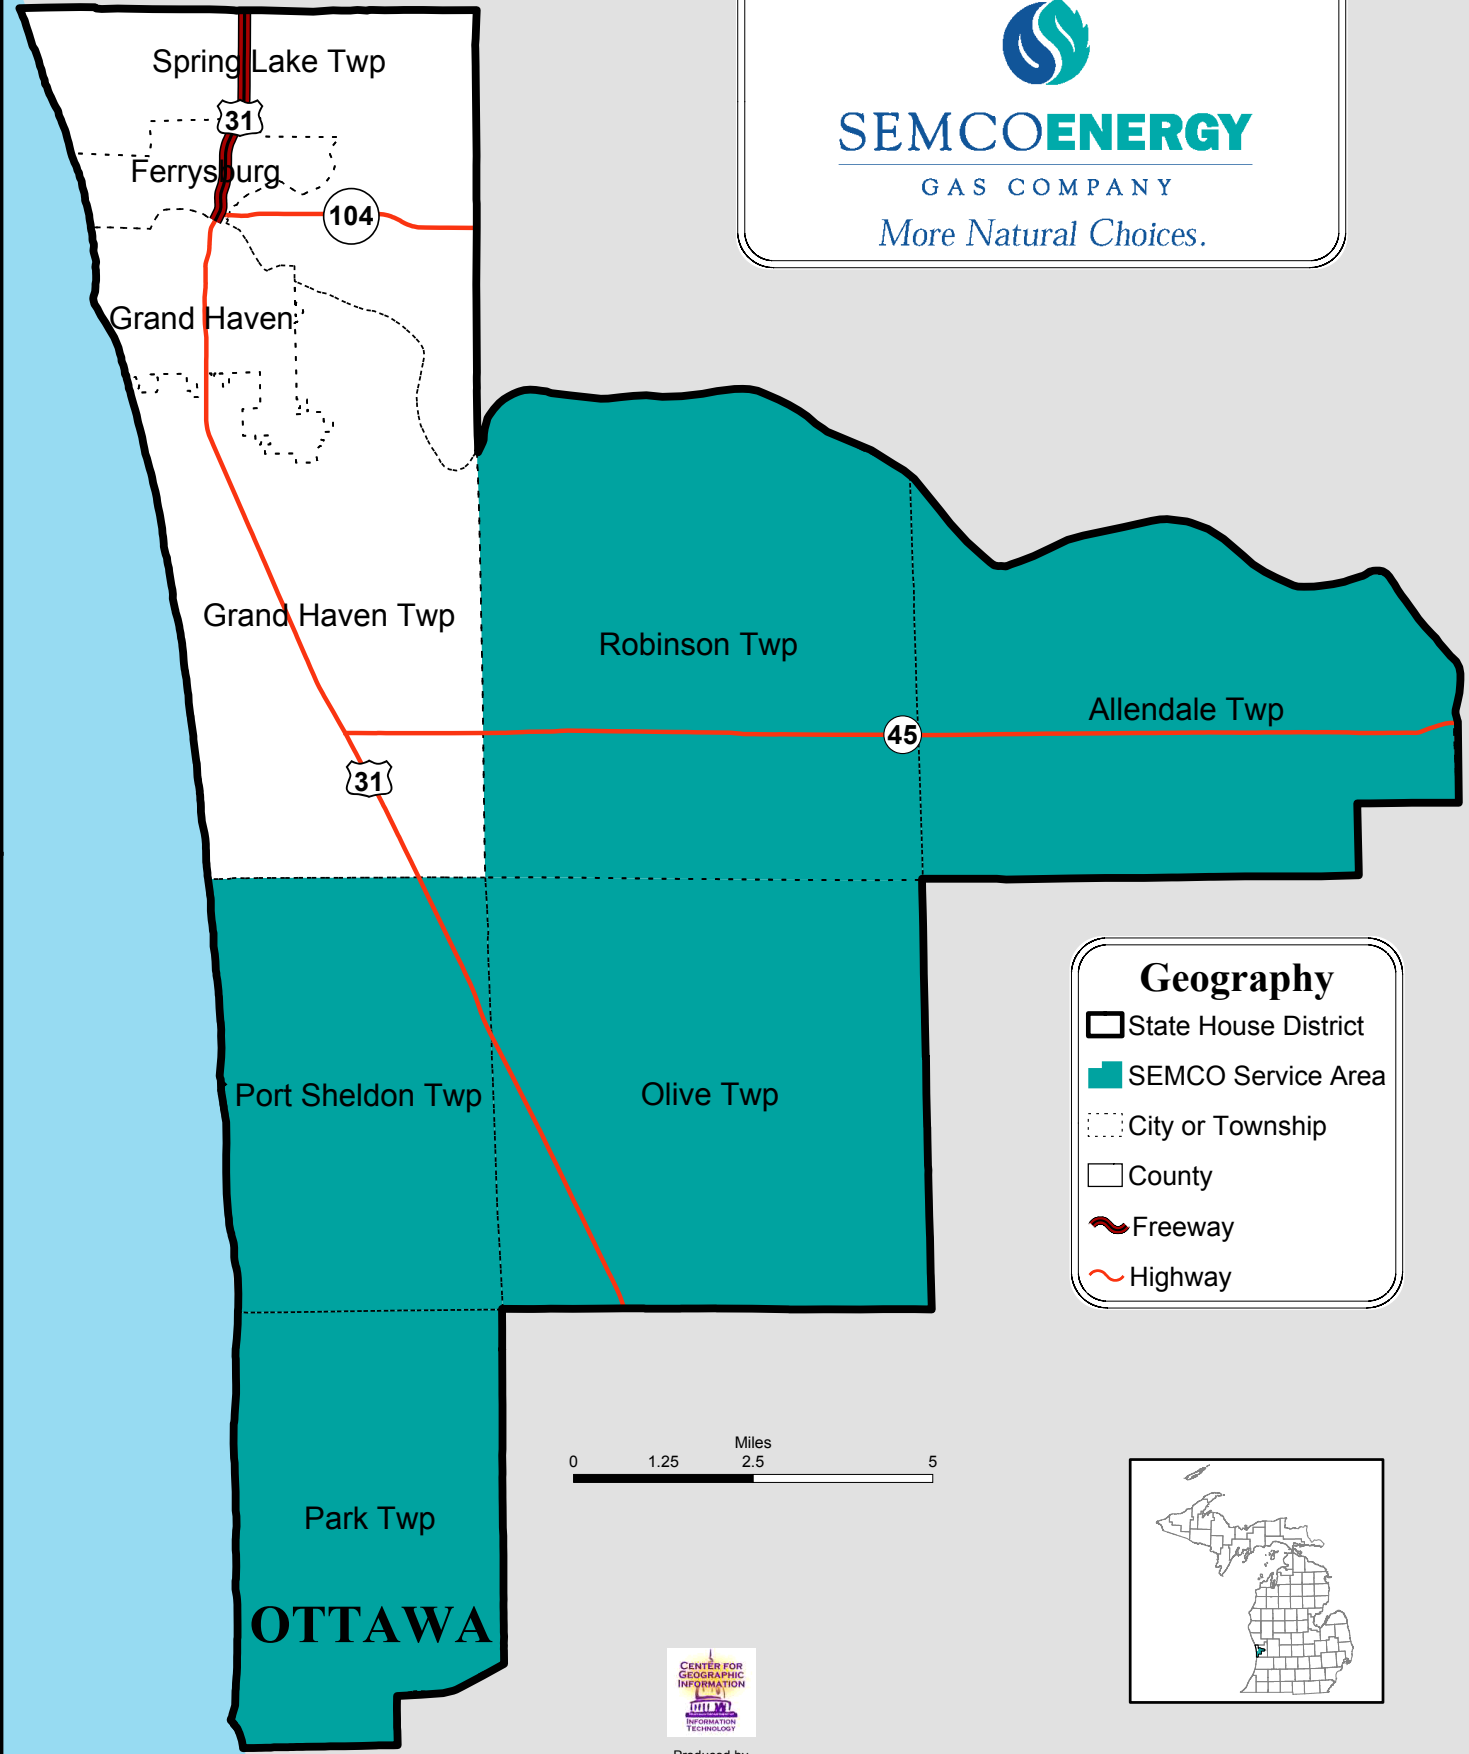 SEMCOENERGY
GAS COMPANY
More Natural Choices.
Spring Lake Twp
31
Ferrysburg
104
Grand Haven
Grand Haven Twp
Robinson Twp
Allendale Twp
45
31
Port Sheldon Twp
Olive Twp
Park Twp
OTTAWA
Geography
State House District
SEMCO Service Area
City or Township
County
Freeway
Highway
Miles
0 1.25 2.5 5
CENTER FOR
GEOGRAPHIC
INFORMATION
INFORMATION
TECHNOLOGY
Produced by